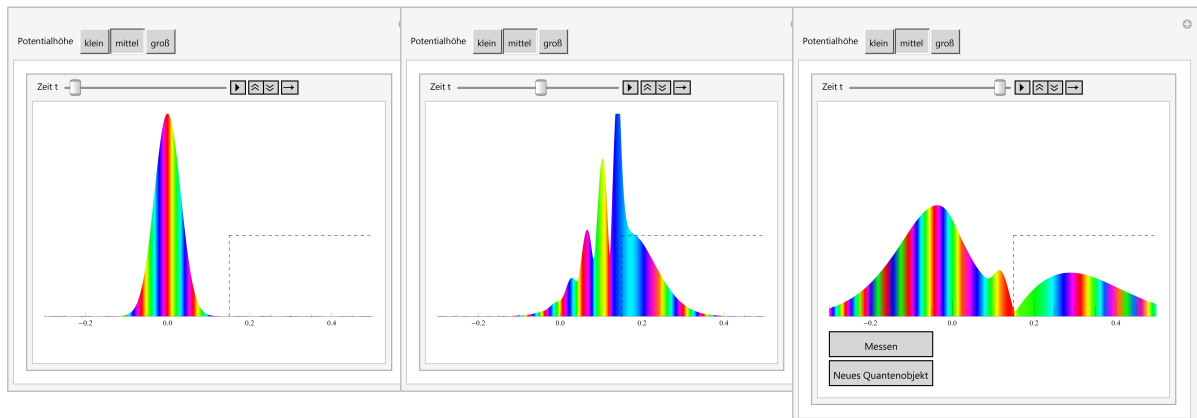 Potentialhöhe klein mittel groß
Zeit t
-0.2 0.0 0.2 0.4
Potentialhöhe klein mittel groß
Zeit t
-0.2 0.0 0.2 0.4
Potentialhöhe klein mittel groß
Zeit t
-0.2 0.0 0.2 0.4
Messen
Neues Quantenobjekt